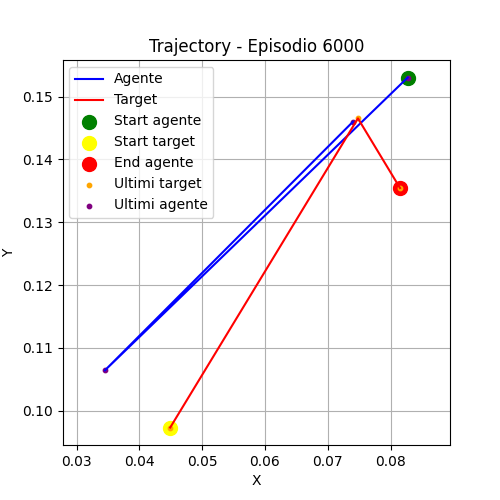 Trajectory - Episodio 6000
Agente
Target
Start agente
Start target
End agente
Ultimi target
Ultimi agente
Y
0.15
0.14
0.13
0.12
0.11
0.10
0.03 0.04 0.05 0.06 0.07 0.08
X